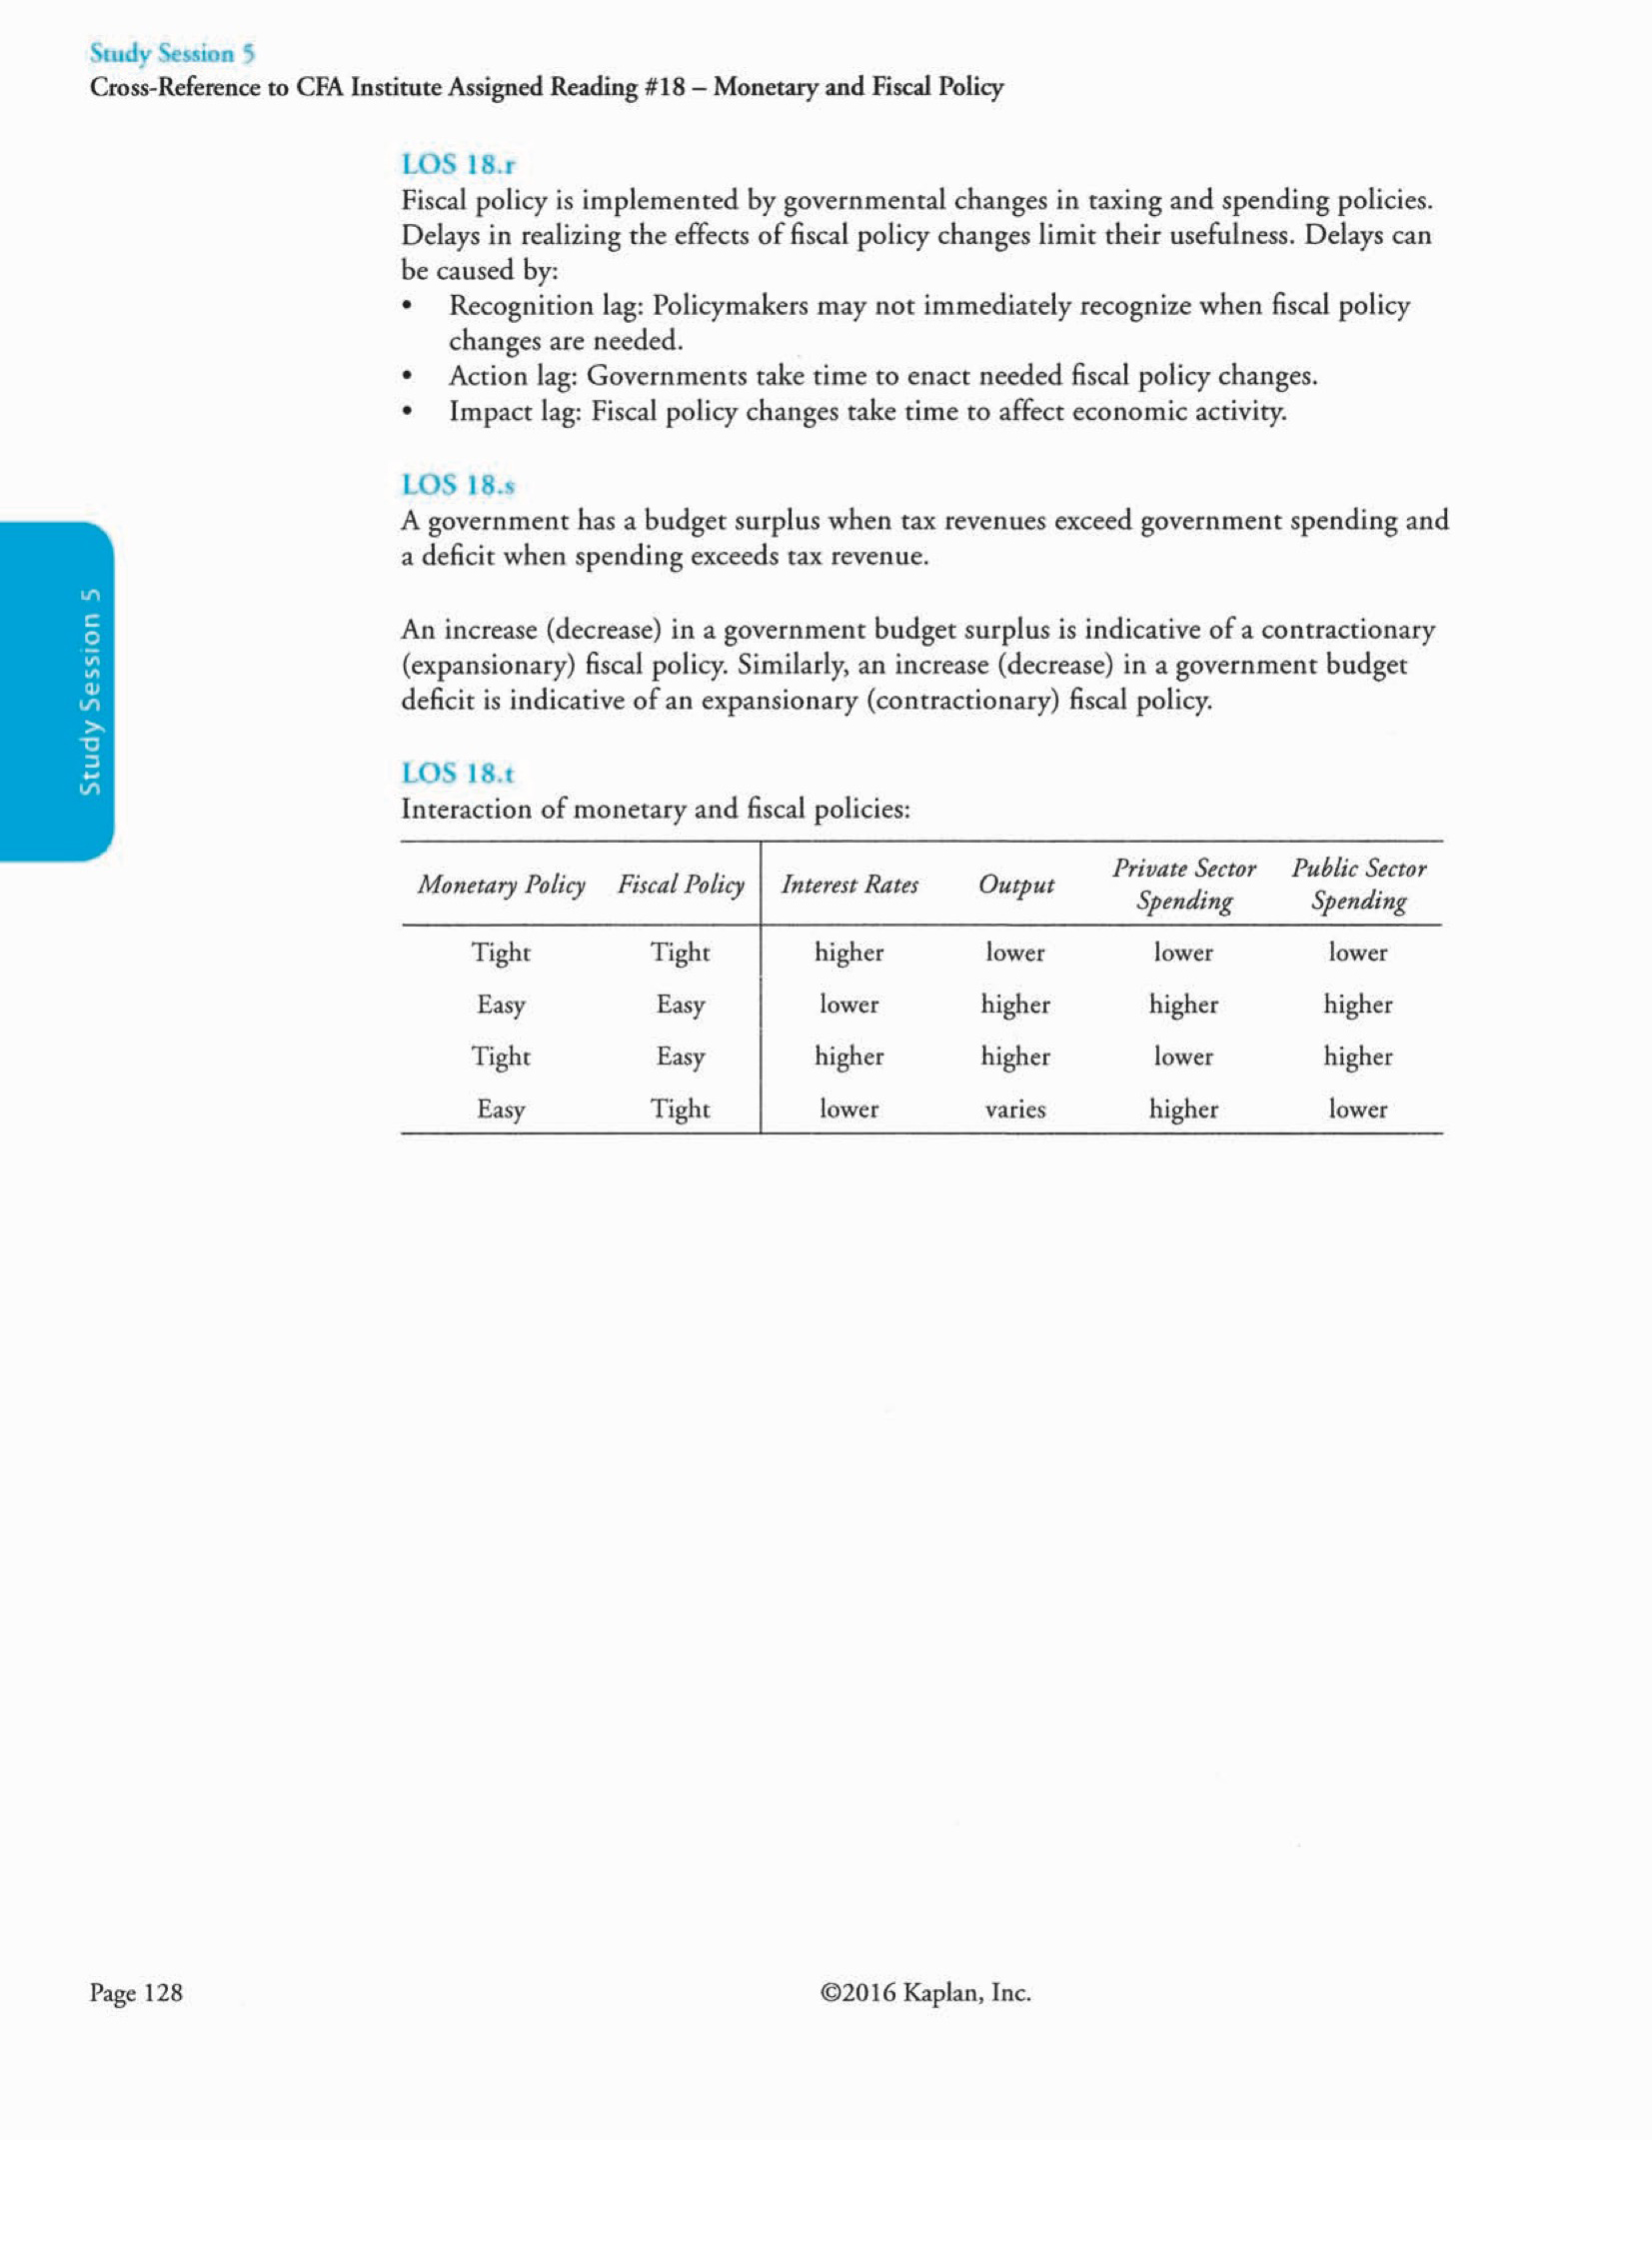 Study Session 5
Cross-Reference to CFA Institute Assigned Reading #18 – Monetary and Fiscal Policy
LOS 18.r
Fiscal policy is implemented by governmental changes in taxing and spending policies.
Delays in realizing the effects of fiscal policy changes limit their usefulness. Delays can
be caused by:
• Recognition lag: Policymakers may not immediately recognize when fiscal policy
changes are needed.
• Action lag: Governments take time to enact needed fiscal policy changes.
• Impact lag: Fiscal policy changes take time to affect economic activity.
LOS 18.s
A government has a budget surplus when tax revenues exceed government spending and
a deficit when spending exceeds tax revenue.
Study Session 5
An increase (decrease) in a government budget surplus is indicative of a contractionary
(expansionary) fiscal policy. Similarly, an increase (decrease) in a government budget
deficit is indicative of an expansionary (contractionary) fiscal policy.
LOS 18.t
Interaction of monetary and fiscal policies:
Monetary Policy Fiscal Policy Interest Rates Output Private Sector Spending Public Sector Spending
Tight Tight higher lower lower lower
Easy Easy lower higher higher higher
Tight Easy higher higher lower higher
Easy Tight lower varies higher lower
Page 128 ©2016 Kaplan, Inc.